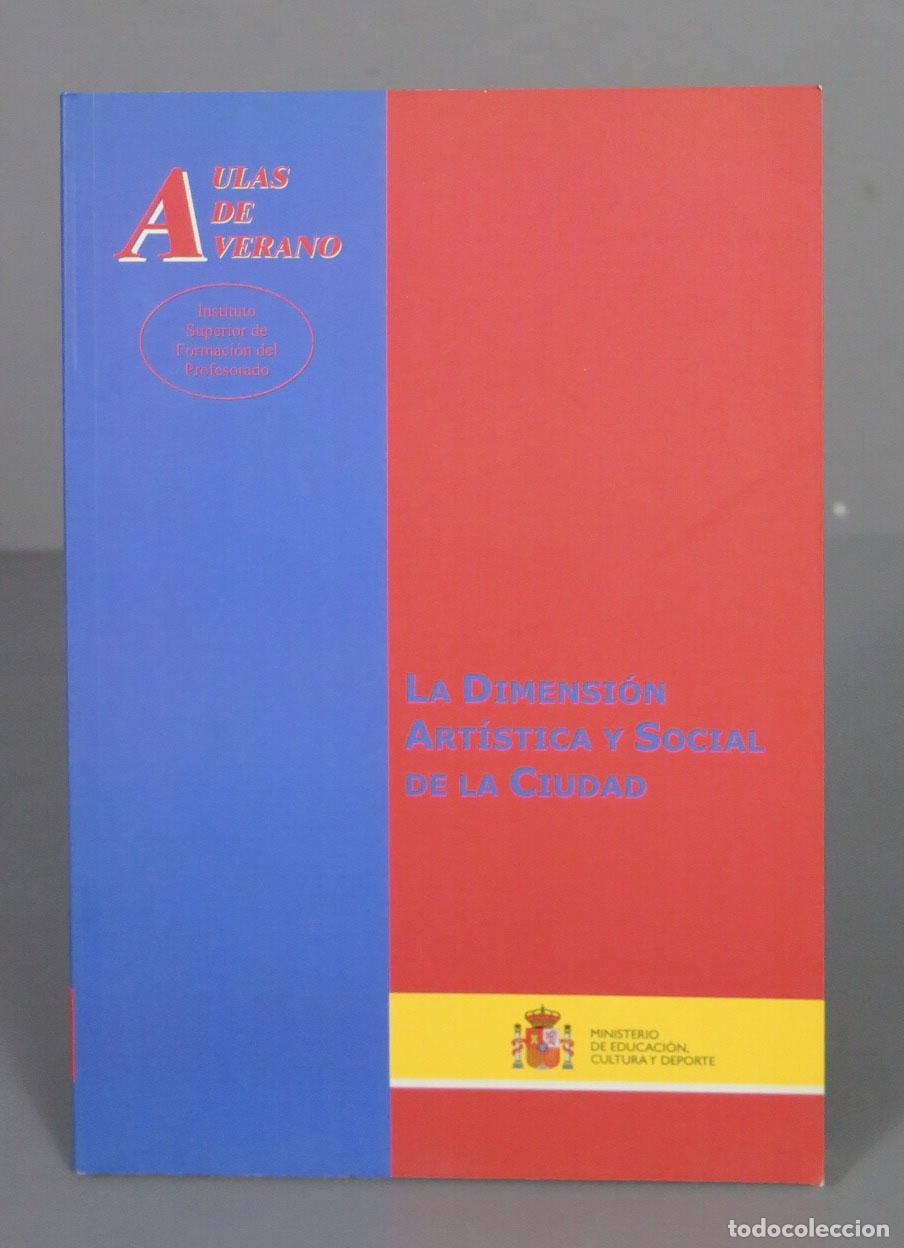 AULAS
DE
VERANO
Instituto
Superior de
Formación del
Profesorado
LA DIMENSIÓN
ARTÍSTICA Y SOCIAL
DE LA CIUDAD
MINISTERIO
DE EDUCACIÓN,
CULTURA Y DEPORTE
todocoleccion